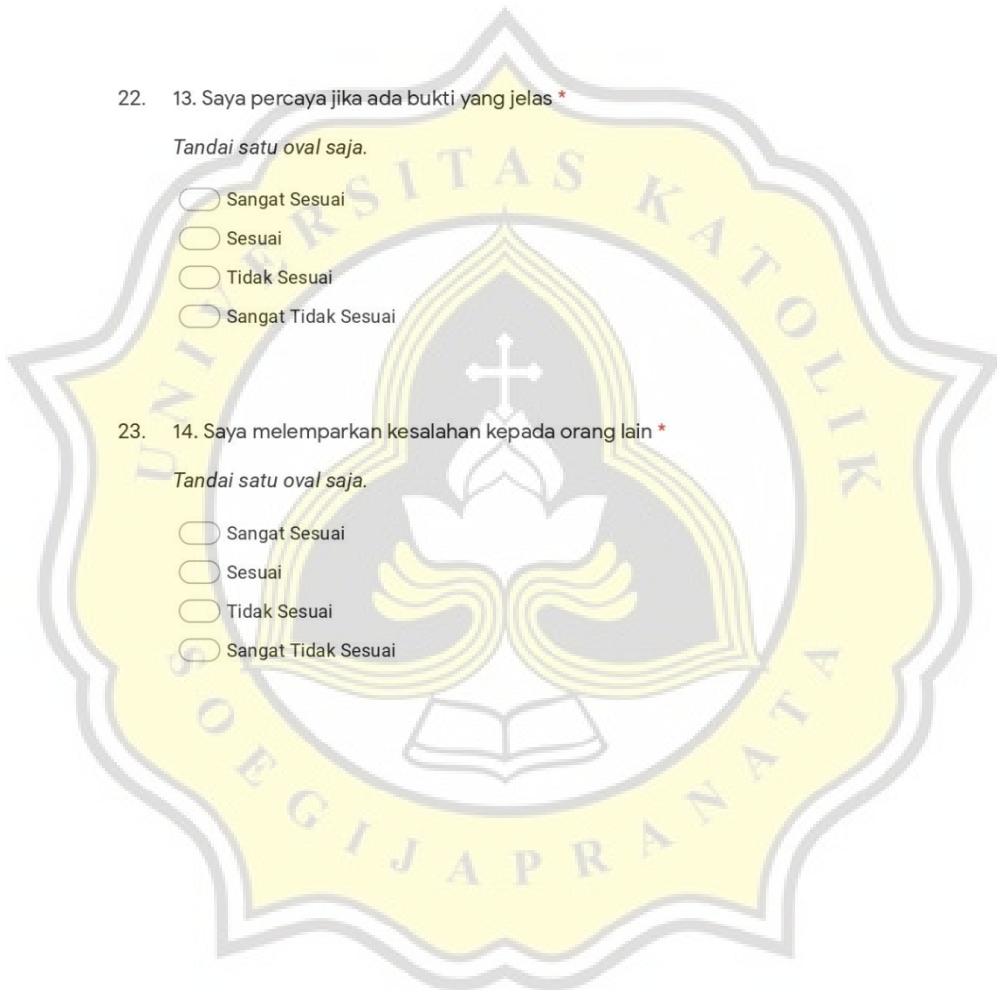 22. 13. Saya percaya jika ada bukti yang jelas *
Tandai satu oval saja.
Sangat Sesuai
Sesuai
Tidak Sesuai
Sangat Tidak Sesuai
23. 14. Saya melemparkan kesalahan kepada orang lain *
Tandai satu oval saja.
Sangat Sesuai
Sesuai
Tidak Sesuai
Sangat Tidak Sesuai
UNIVERSITAS KATOLIK
SOEGIJAPRANATA